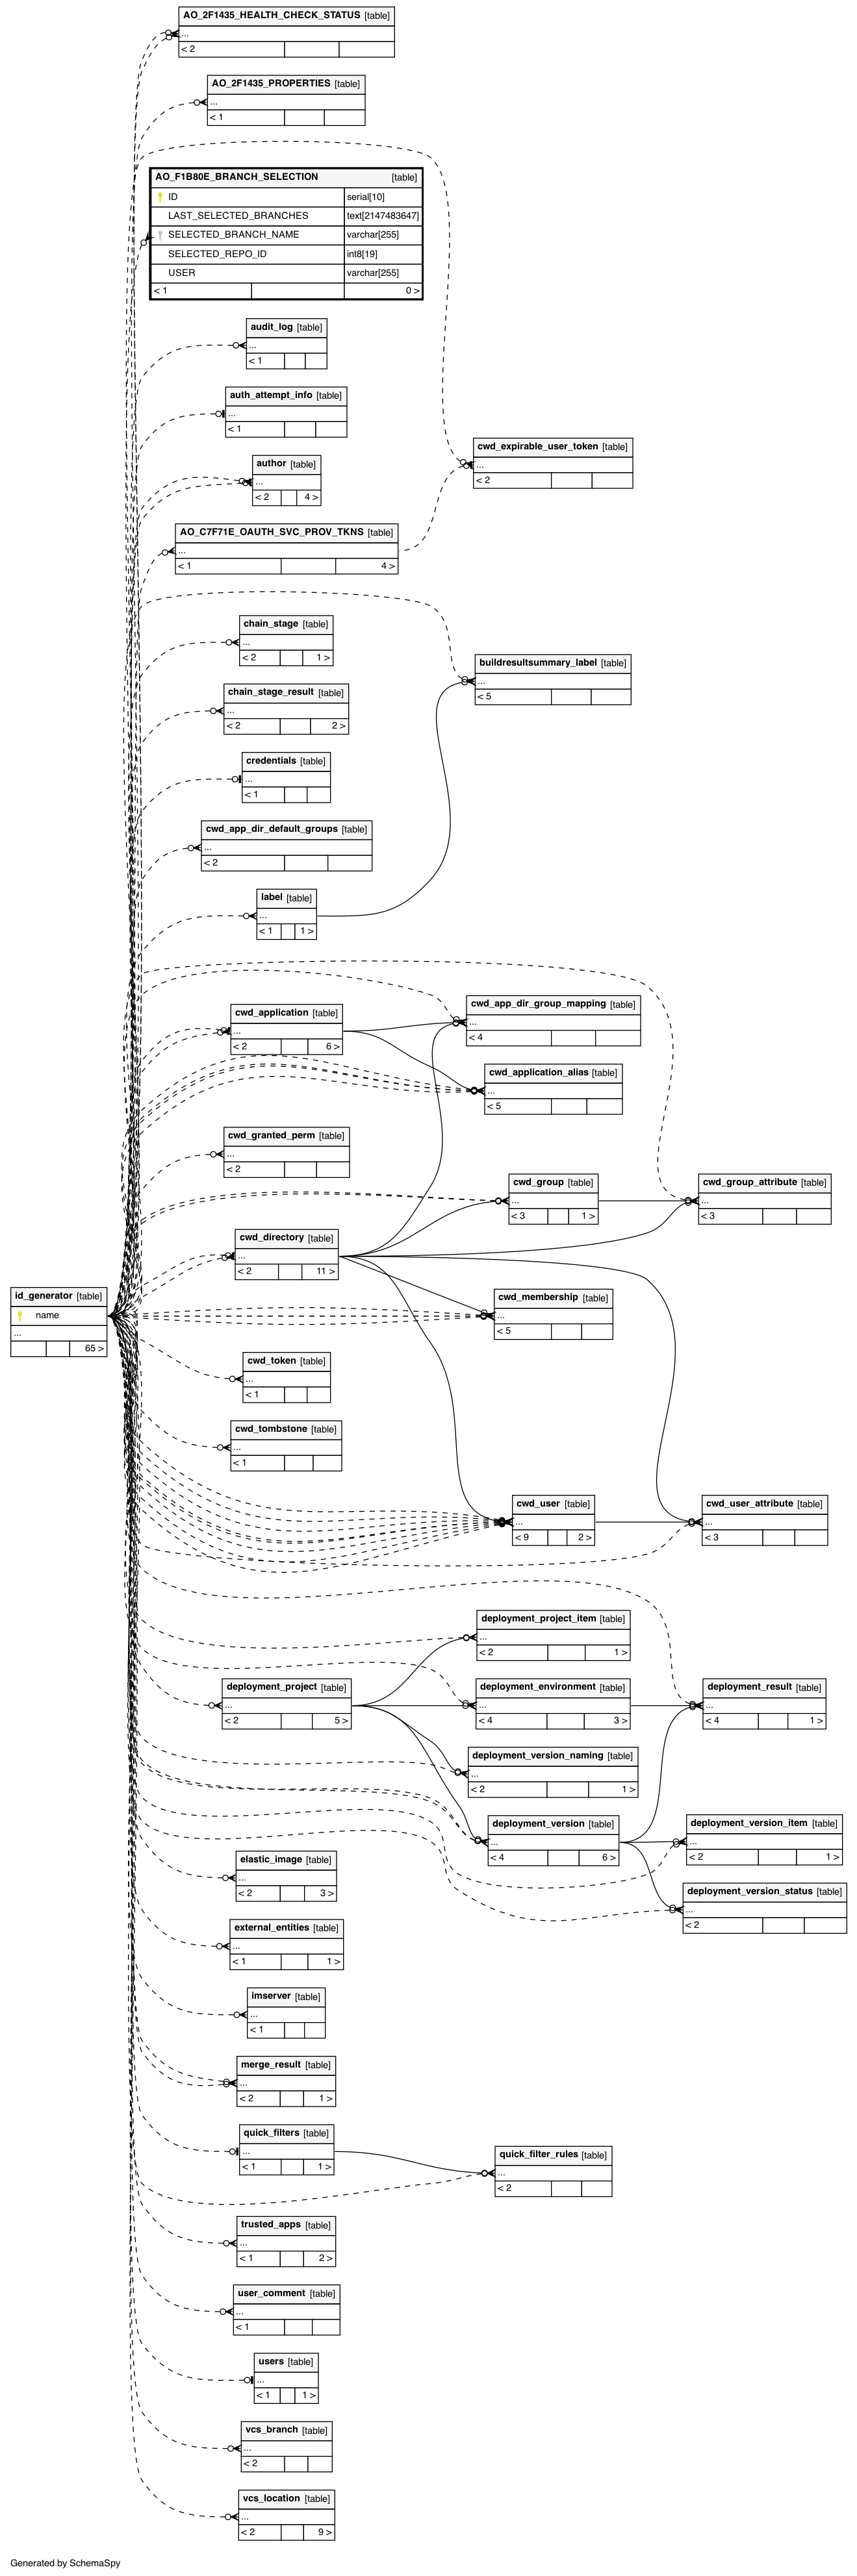 AO_2F1435_HEALTH_CHECK_STATUS [table]
...
< 2
AO_2F1435_PROPERTIES [table]
...
< 1
AO_F1B80E_BRANCH_SELECTION [table]
ID serial[10]
LAST_SELECTED_BRANCHES text[2147483647]
SELECTED_BRANCH_NAME varchar[255]
SELECTED_REPO_ID int8[19]
USER varchar[255]
< 1 0 >
audit_log [table]
...
< 1
auth_attempt_info [table]
...
< 1
cwd_expirable_user_token [table]
...
< 2
author [table]
...
< 2 4 >
AO_C7F71E_OAUTH_SVC_PROV_TKNS [table]
...
< 1 4 >
chain_stage [table]
...
< 2 1 >
buildresultsummary_label [table]
...
< 5
chain_stage_result [table]
...
< 2 2 >
credentials [table]
...
< 1
cwd_app_dir_default_groups [table]
...
< 2
label [table]
...
< 1 1 >
cwd_app_dir_group_mapping [table]
...
< 4
cwd_application [table]
...
< 2 6 >
cwd_application_alias [table]
...
< 5
cwd_granted_perm [table]
...
< 2
cwd_group [table]
...
< 3 1 >
cwd_group_attribute [table]
...
< 3
cwd_directory [table]
...
< 2 11 >
id_generator [table]
name
...
65 >
cwd_membership [table]
...
< 5
cwd_token [table]
...
< 1
cwd_tombstone [table]
...
< 1
cwd_user [table]
...
< 9 2 >
cwd_user_attribute [table]
...
< 3
deployment_project_item [table]
...
< 2 1 >
deployment_project [table]
...
< 2 5 >
deployment_environment [table]
...
< 4 3 >
deployment_result [table]
...
< 4 1 >
deployment_version_naming [table]
...
< 2 1 >
deployment_version [table]
...
< 4 6 >
deployment_version_item [table]
...
< 2 1 >
elastic_image [table]
...
< 2 3 >
deployment_version_status [table]
...
< 2
external_entities [table]
...
< 1 1 >
imserver [table]
...
< 1
merge_result [table]
...
< 2 1 >
quick_filters [table]
...
< 1 1 >
quick_filter_rules [table]
...
< 2
trusted_apps [table]
...
< 1 2 >
user_comment [table]
...
< 1
users [table]
...
< 1 1 >
vcs_branch [table]
...
< 2
vcs_location [table]
...
< 2 9 >
Generated by SchemaSpy